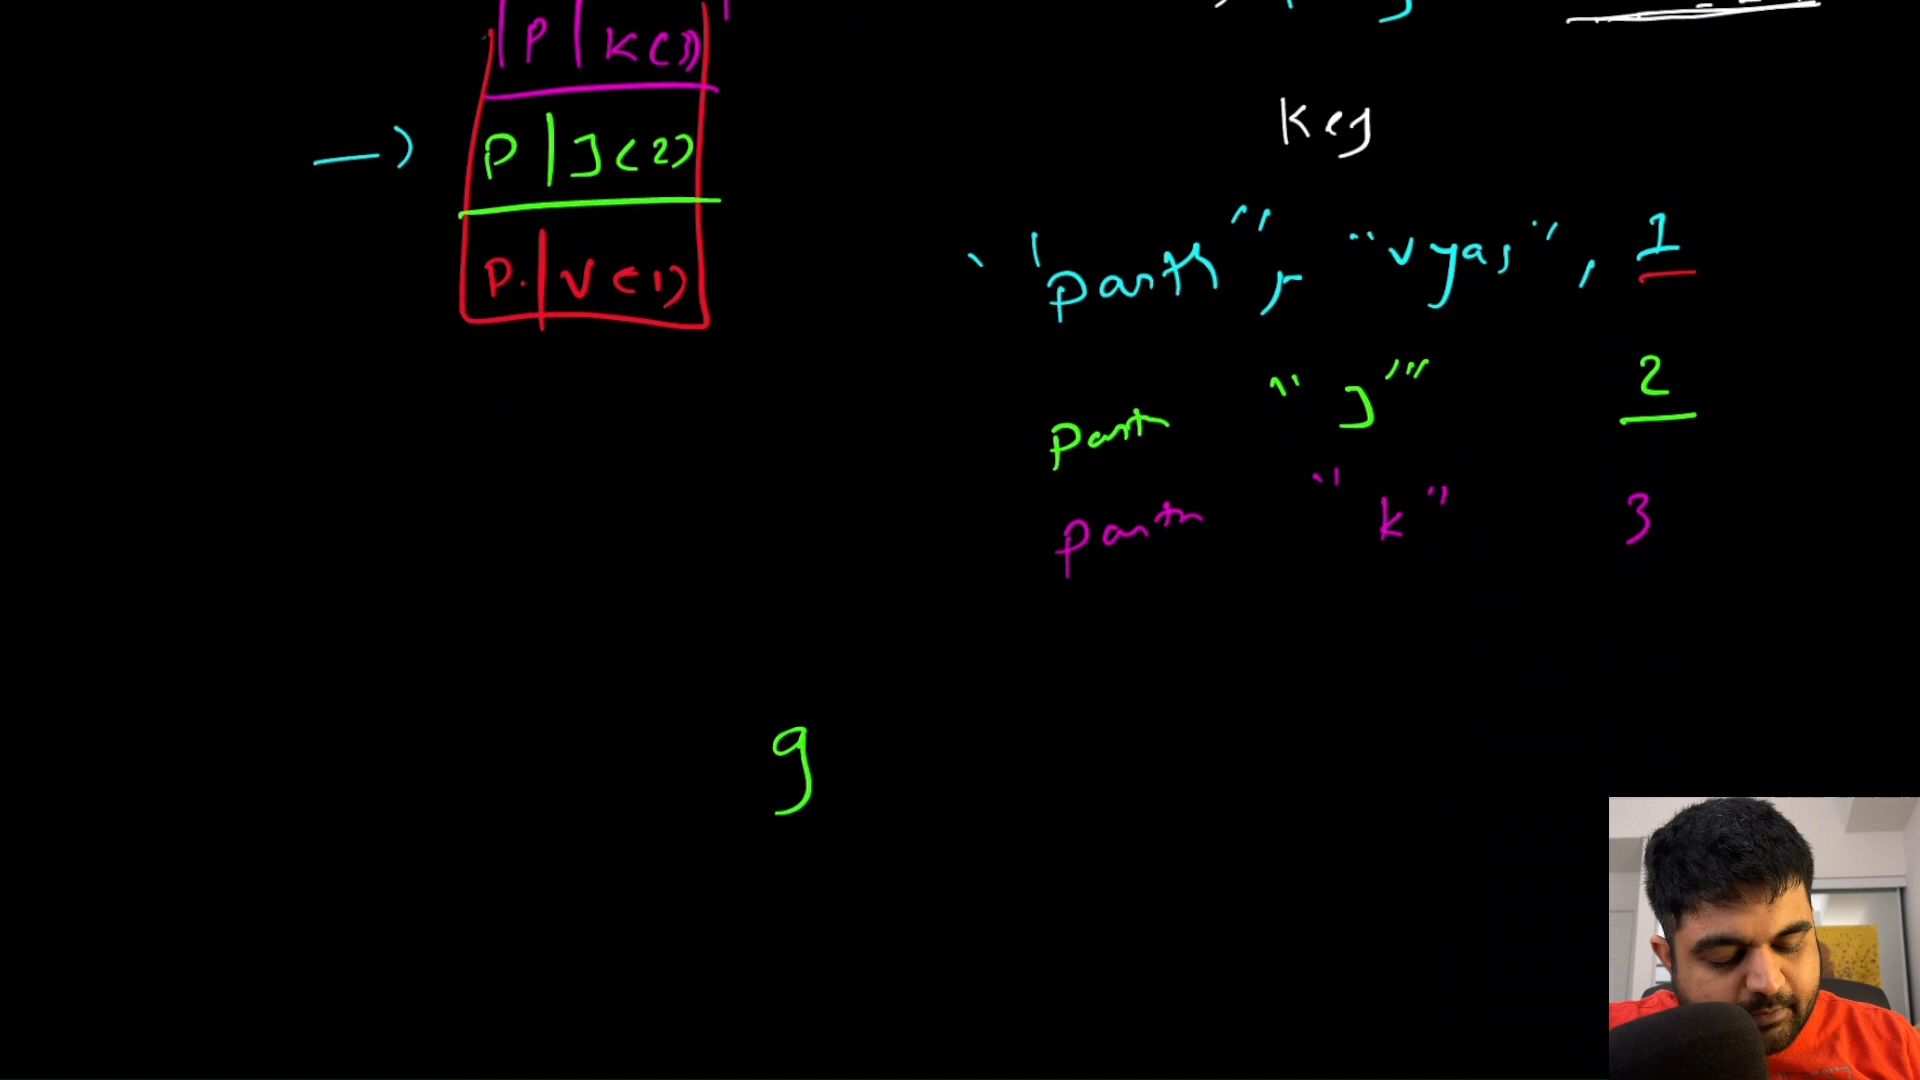 | P | K(3)
Key
→ P | J(2)
"parth", "vyas", 1
P. | V(1)
parth "J" 2
parth "k" 3
g